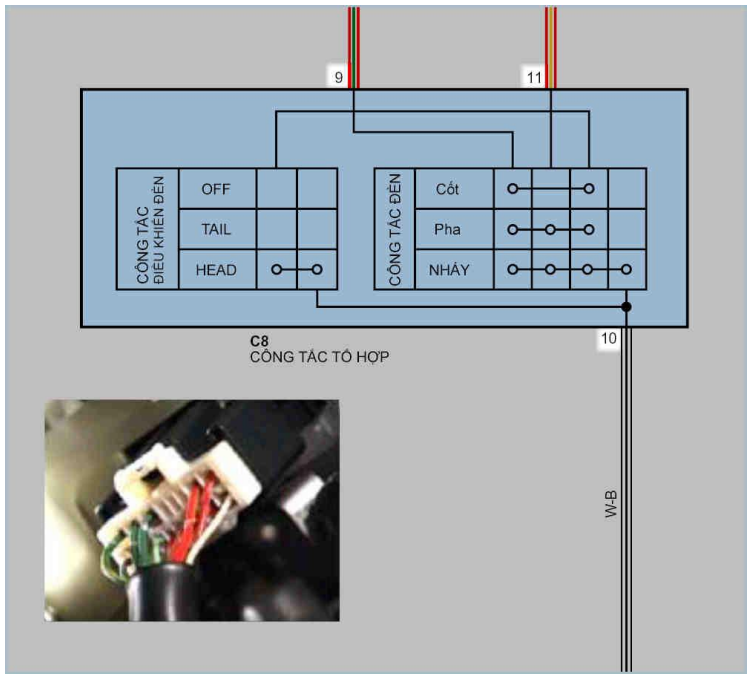 9
11
CÔNG TẮC
ĐIỀU KHIỂN ĐÈN
OFF
TAIL
HEAD
CÔNG TẮC ĐÈN
Cốt
Pha
NHÁY
10
C8
CÔNG TẮC TỔ HỢP
W-B